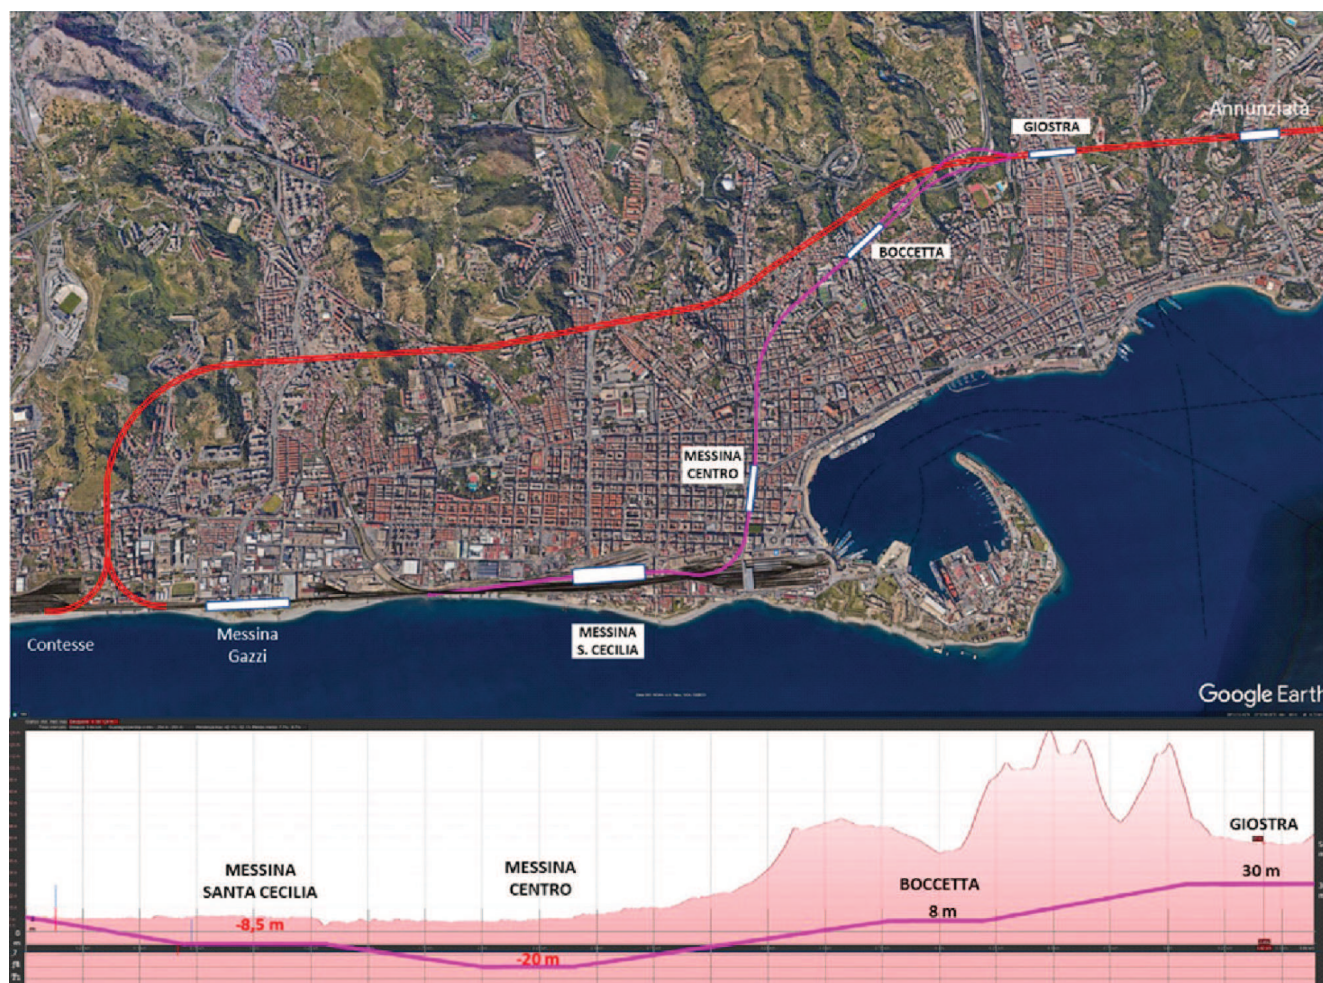 Annunziata
GIOSTRA
BOCCETTA
MESSINA
CENTRO
Contesse
Messina
Gazzi
MESSINA
S. CECILIA
Google Earth
MESSINA
SANTA CECILIA
-8,5 m
MESSINA
CENTRO
-20 m
BOCCETTA
8 m
GIOSTRA
30 m